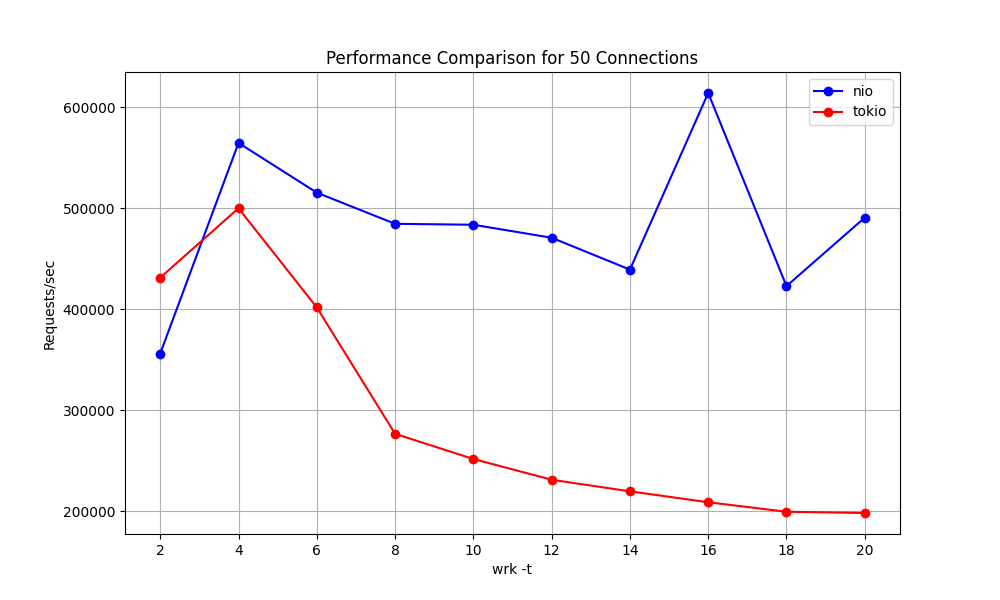 Performance Comparison for 50 Connections
nio
tokio
600000
500000
400000
300000
200000
Requests/sec
2 4 6 8 10 12 14 16 18 20
wrk -t